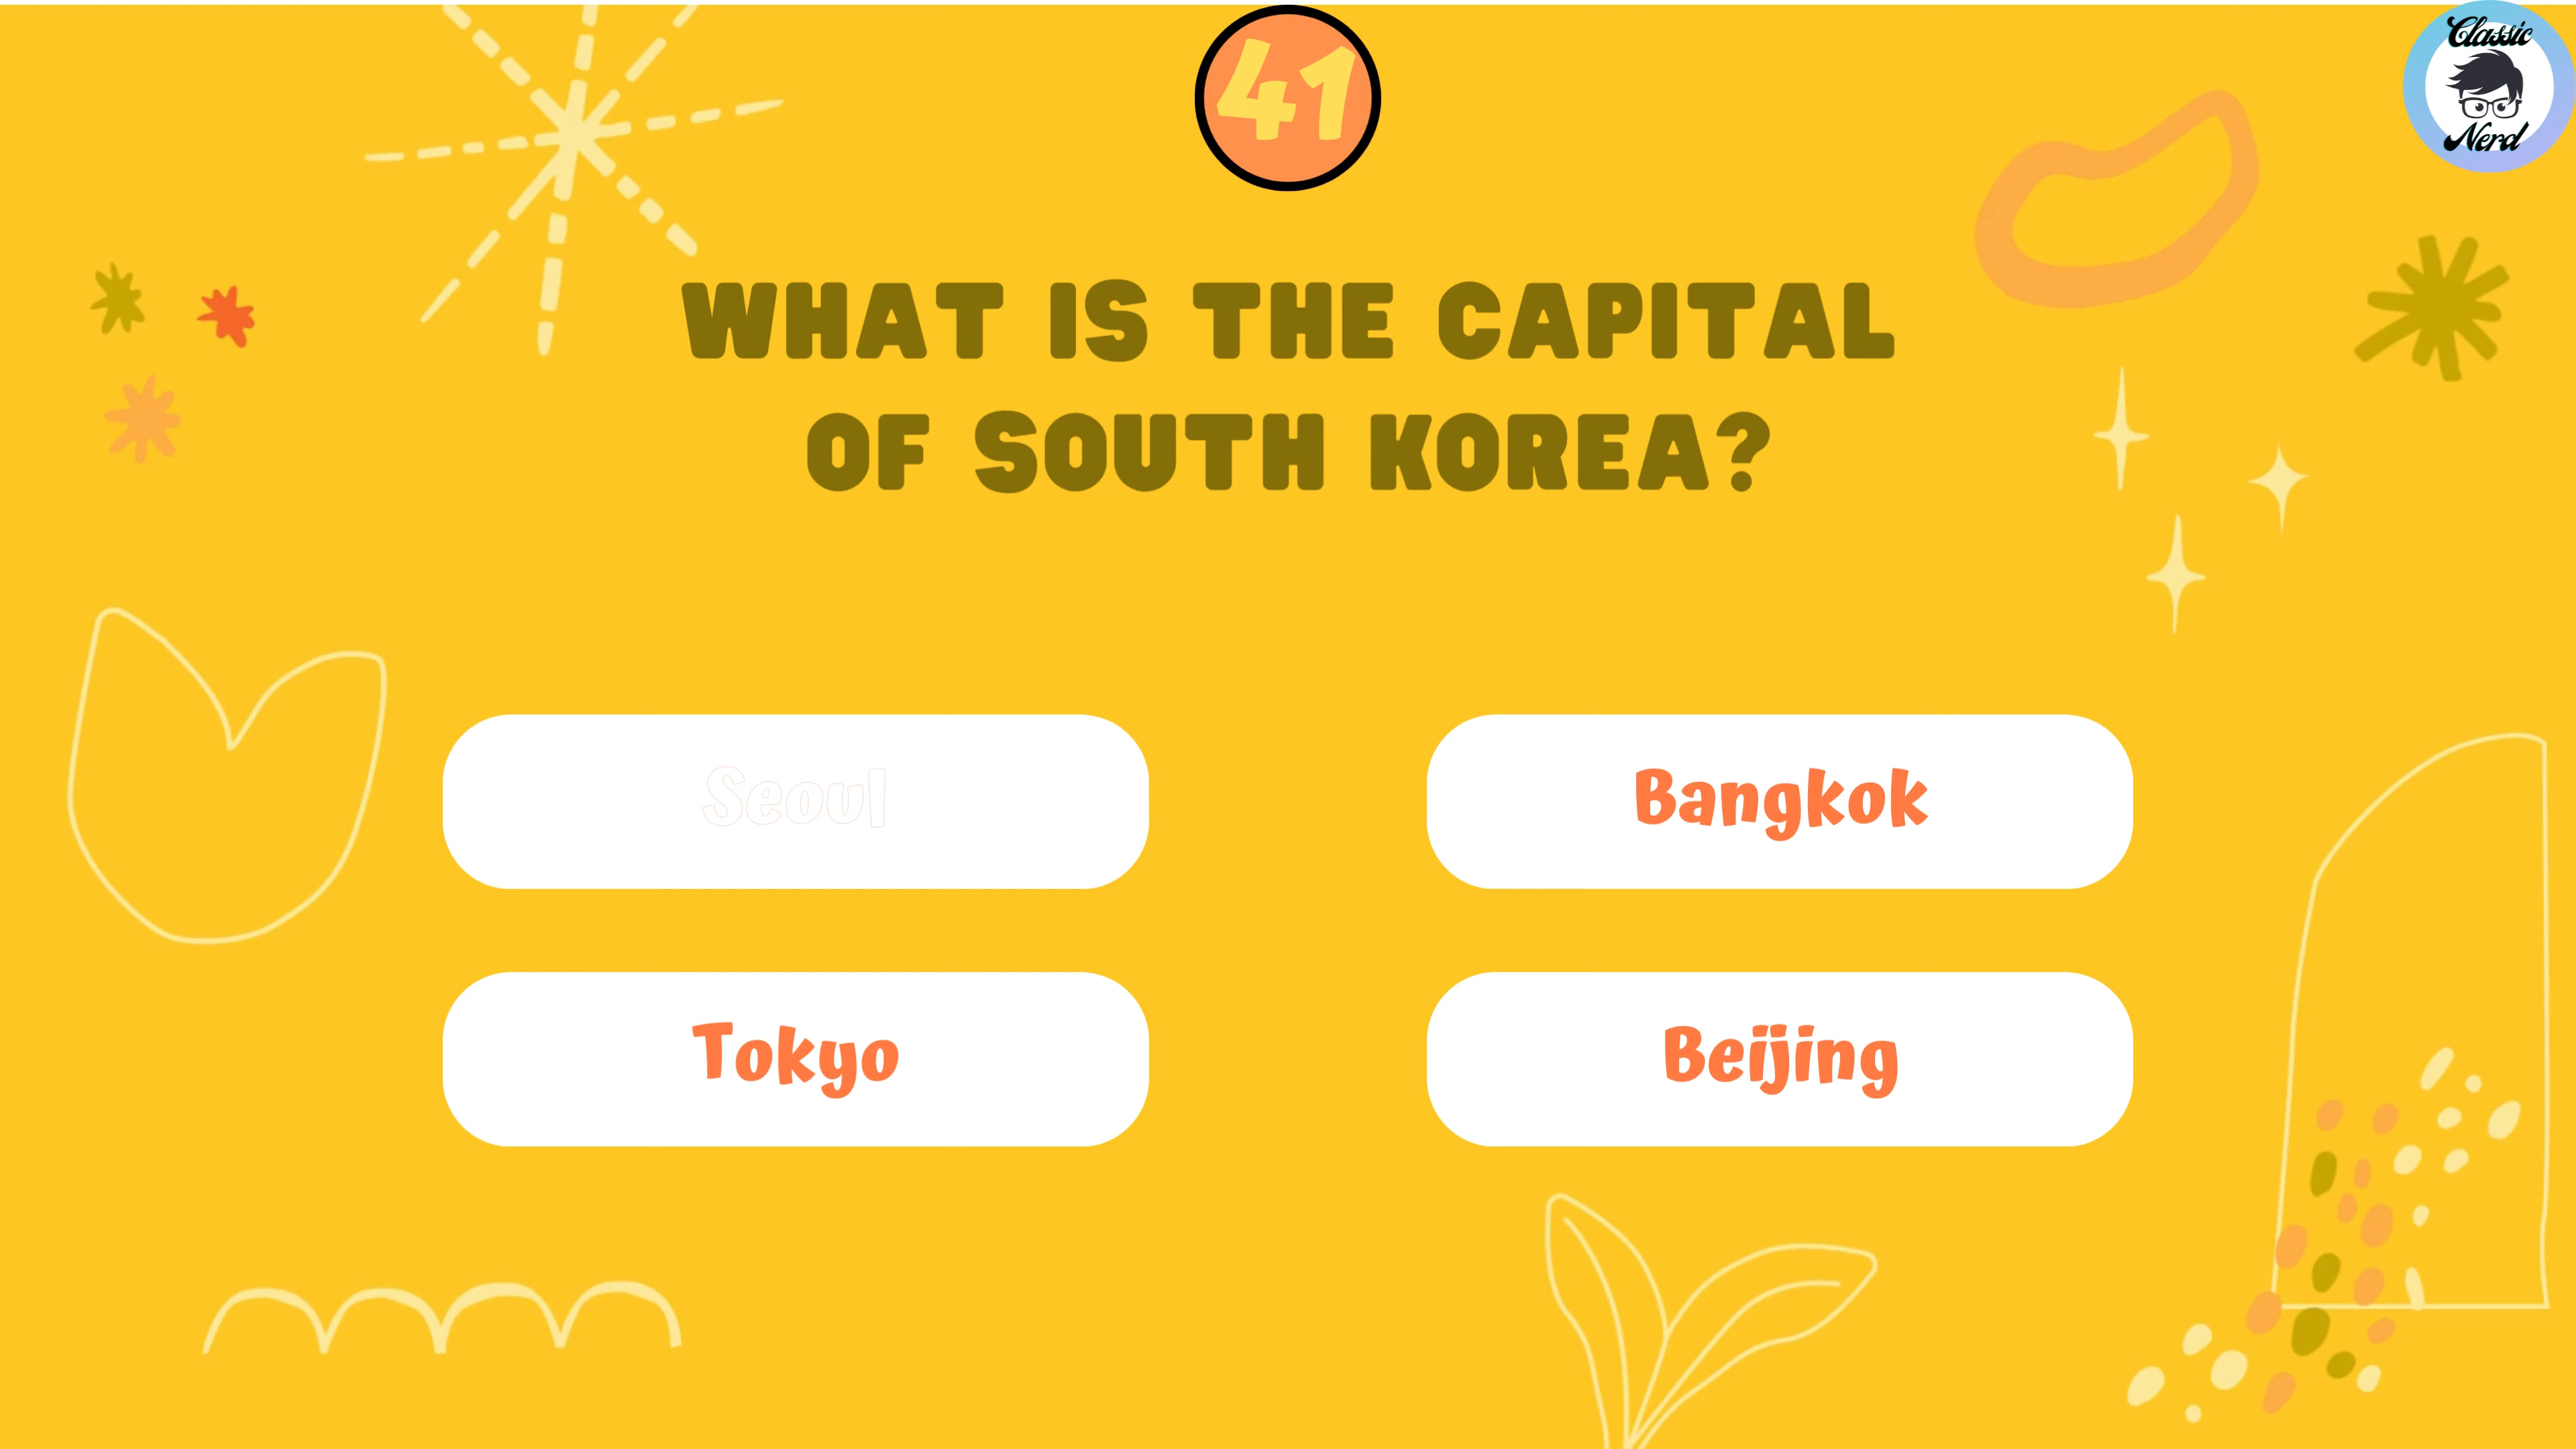 41
Classic
Nerd
WHAT IS THE CAPITAL
OF SOUTH KOREA?
Seoul
Bangkok
Tokyo
Beijing